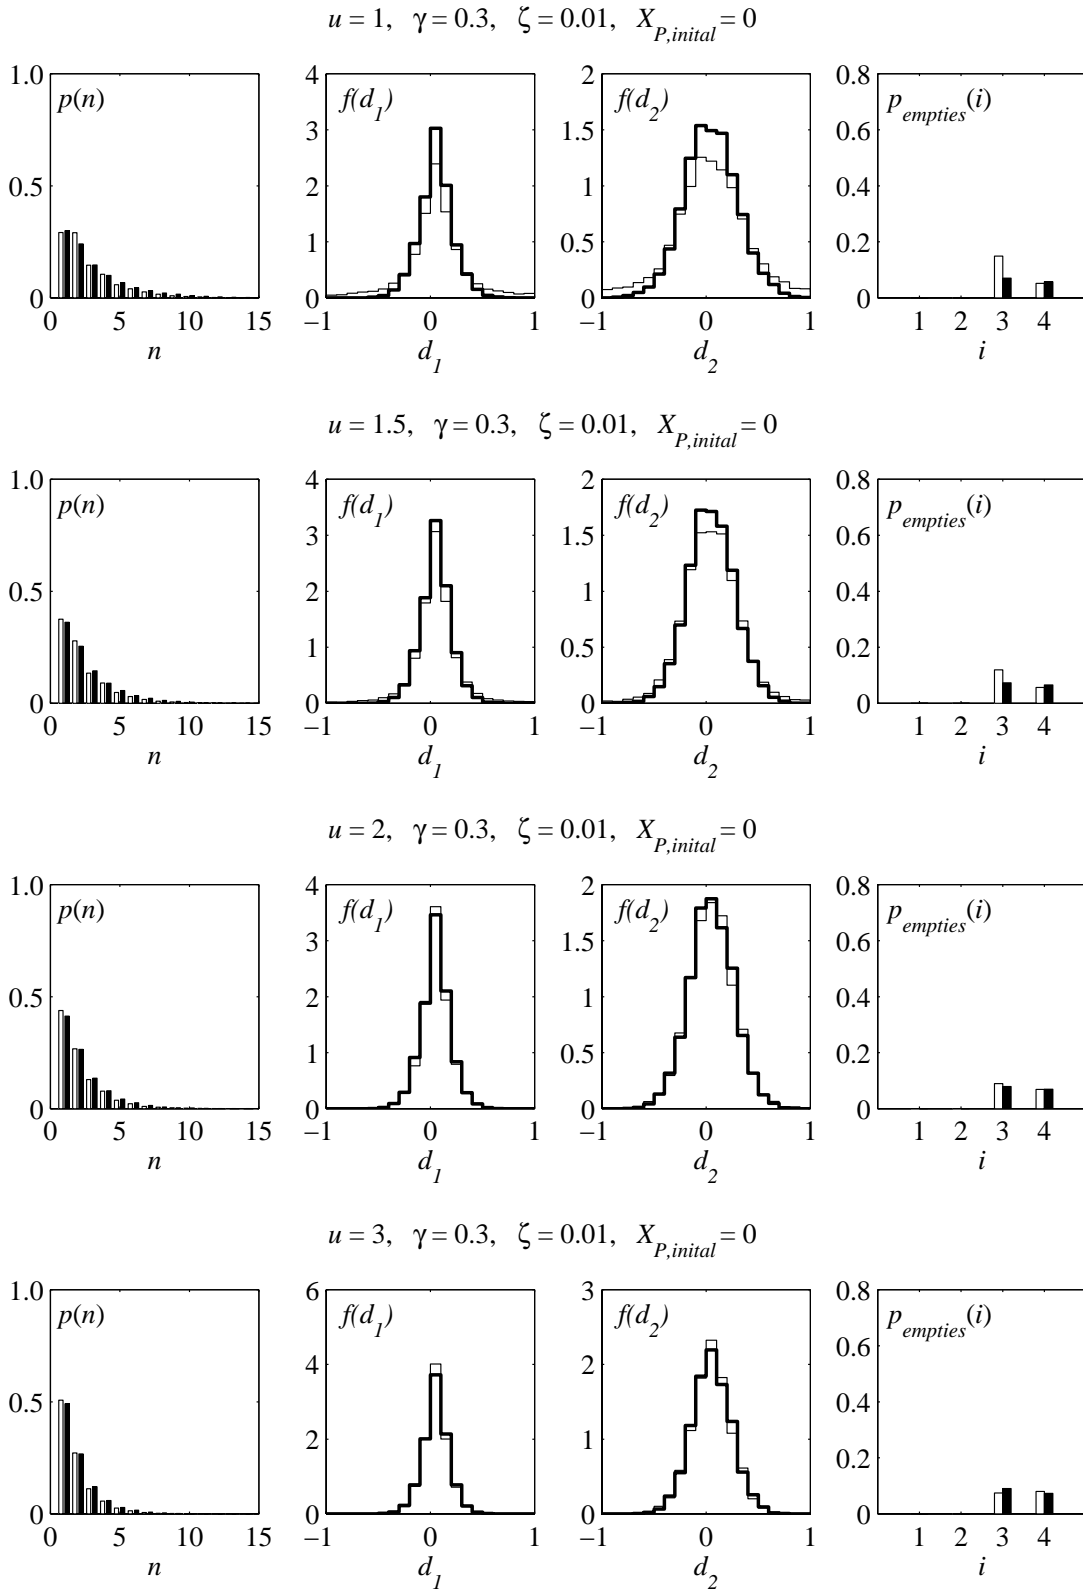 u = 1, γ = 0.3, ζ = 0.01, X_P,inital = 0
1.0 p(n) 4 f(d_1) 2 f(d_2) 0.8 p_empties(i)
3 1.5 0.6
0.5 2 1 0.4
1 0.5 0.2
0 0 0 0
0 5 10 15 −1 0 1 −1 0 1 1 2 3 4
n d_1 d_2 i
u = 1.5, γ = 0.3, ζ = 0.01, X_P,inital = 0
1.0 p(n) 4 f(d_1) 2 f(d_2) 0.8 p_empties(i)
3 1.5 0.6
0.5 2 1 0.4
1 0.5 0.2
0 0 0 0
0 5 10 15 −1 0 1 −1 0 1 1 2 3 4
n d_1 d_2 i
u = 2, γ = 0.3, ζ = 0.01, X_P,inital = 0
1.0 p(n) 4 f(d_1) 2 f(d_2) 0.8 p_empties(i)
3 1.5 0.6
0.5 2 1 0.4
1 0.5 0.2
0 0 0 0
0 5 10 15 −1 0 1 −1 0 1 1 2 3 4
n d_1 d_2 i
u = 3, γ = 0.3, ζ = 0.01, X_P,inital = 0
1.0 p(n) 6 f(d_1) 3 f(d_2) 0.8 p_empties(i)
0.6
4 2
0.5 0.4
2 1
0.2
0 0 0 0
0 5 10 15 −1 0 1 −1 0 1 1 2 3 4
n d_1 d_2 i